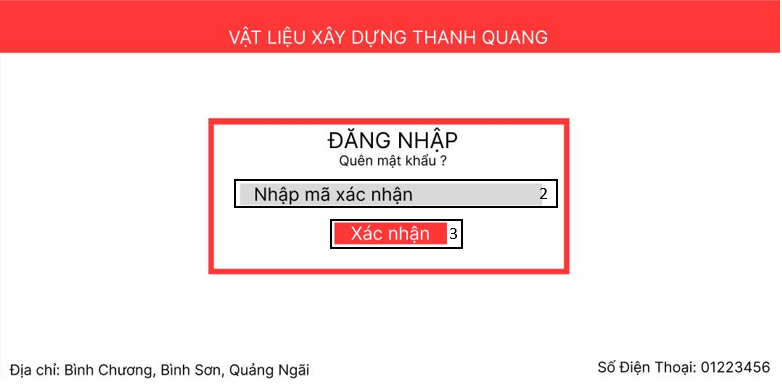 VẬT LIỆU XÂY DỰNG THANH QUANG
ĐĂNG NHẬP
Quên mật khẩu ?
Nhập mã xác nhận 2
Xác nhận 3
Địa chỉ: Bình Chương, Bình Sơn, Quảng Ngãi
Số Điện Thoại: 01223456